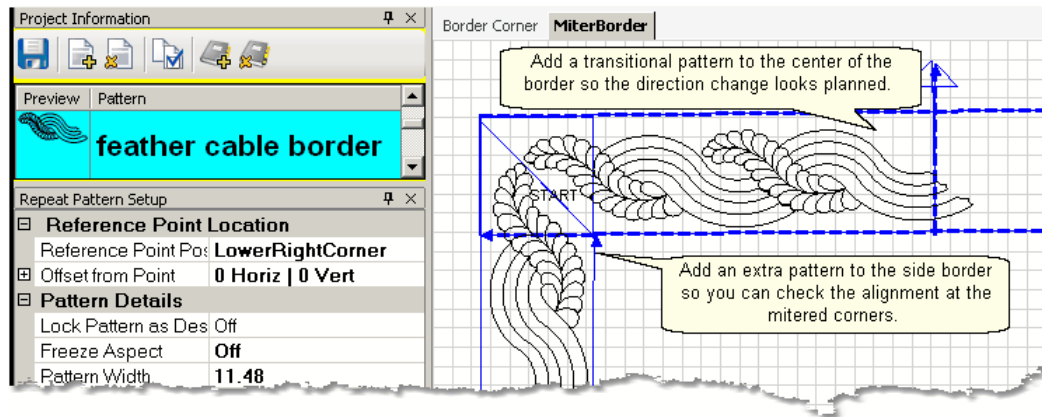 Project Information
Preview Pattern
feather cable border
Repeat Pattern Setup
Reference Point Location
Reference Point Pos LowerRightCorner
Offset from Point 0 Horiz | 0 Vert
Pattern Details
Lock Pattern as Des Off
Freeze Aspect Off
Pattern Width 11.48
Border Corner MiterBorder
Add a transitional pattern to the center of the
border so the direction change looks planned.
START
Add an extra pattern to the side border
so you can check the alignment at the
mitered corners.